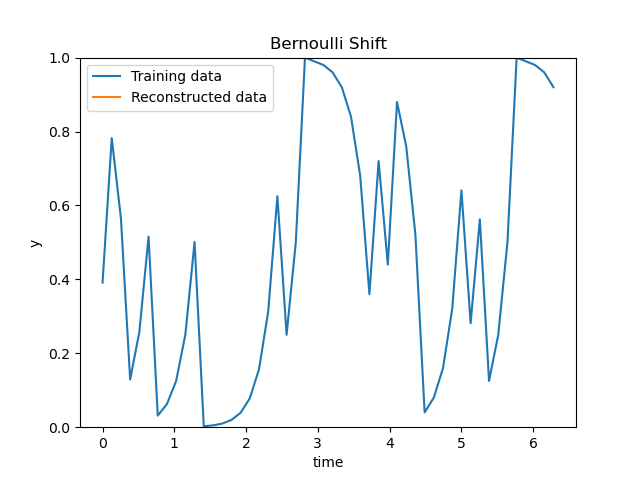 Bernoulli Shift
Training data
Reconstructed data
1.0
0.8
0.6
0.4
0.2
0.0
y
0 1 2 3 4 5 6
time